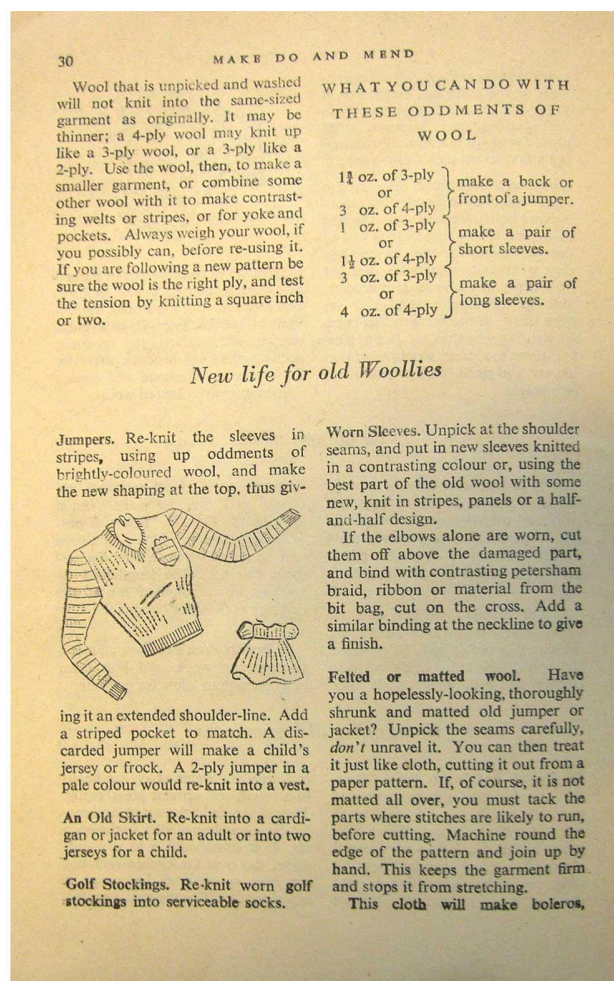 30
MAKE DO AND MEND
Wool that is unpicked and washed
will not knit into the same-sized
garment as originally. It may be
thinner; a 4-ply wool may knit up
like a 3-ply wool, or a 3-ply like a
2-ply. Use the wool, then, to make a
smaller garment, or combine some
other wool with it to make contrast-
ing welts or stripes, or for yoke and
pockets. Always weigh your wool, if
you possibly can, before re-using it.
If you are following a new pattern be
sure the wool is the right ply, and test
the tension by knitting a square inch
or two.
WHAT YOU CAN DO WITH
THESE ODDMENTS OF
WOOL
1¾ oz. of 3-ply
or
3 oz. of 4-ply
make a back or
front of a jumper.
1 oz. of 3-ply
or
1½ oz. of 4-ply
make a pair of
short sleeves.
3 oz. of 3-ply
or
4 oz. of 4-ply
make a pair of
long sleeves.
New life for old Woollies
Jumpers. Re-knit the sleeves in
stripes, using up oddments of
brightly-coloured wool, and make
the new shaping at the top, thus giv-
ing it an extended shoulder-line. Add
a striped pocket to match. A dis-
carded jumper will make a child's
jersey or frock. A 2-ply jumper in a
pale colour would re-knit into a vest.
An Old Skirt. Re-knit into a cardi-
gan or jacket for an adult or into two
jerseys for a child.
Golf Stockings. Re-knit worn golf
stockings into serviceable socks.
Worn Sleeves. Unpick at the shoulder
seams, and put in new sleeves knitted
in a contrasting colour or, using the
best part of the old wool with some
new, knit in stripes, panels or a half-
and-half design.
If the elbows alone are worn, cut
them off above the damaged part,
and bind with contrasting petersham
braid, ribbon or material from the
bit bag, cut on the cross. Add a
similar binding at the neckline to give
a finish.
Felted or matted wool. Have
you a hopelessly-looking, thoroughly
shrunk and matted old jumper or
jacket? Unpick the seams carefully,
don't unravel it. You can then treat
it just like cloth, cutting it out from a
paper pattern. If, of course, it is not
matted all over, you must tack the
parts where stitches are likely to run,
before cutting. Machine round the
edge of the pattern and join up by
hand. This keeps the garment firm
and stops it from stretching.
This cloth will make boleros,